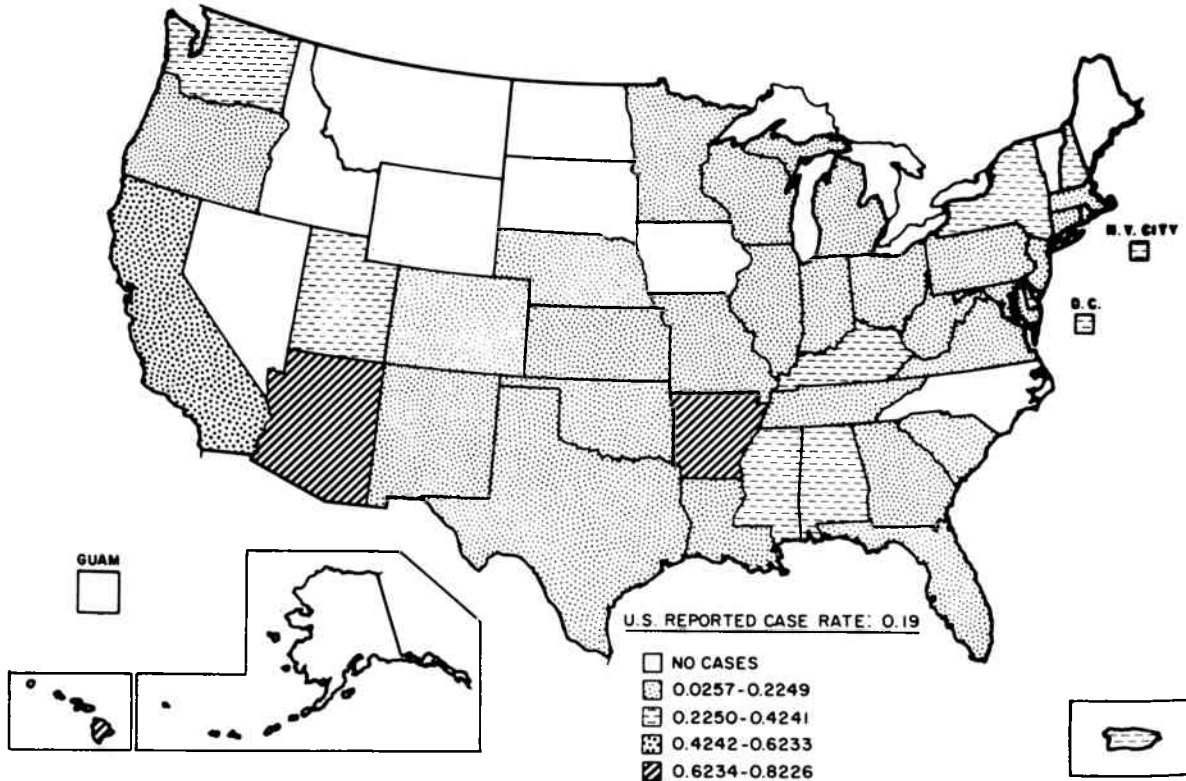 N. Y. CITY
D. C.
GUAM
U.S. REPORTED CASE RATE: 0.19
NO CASES
0.0257-0.2249
0.2250-0.4241
0.4242-0.6233
0.6234-0.8226